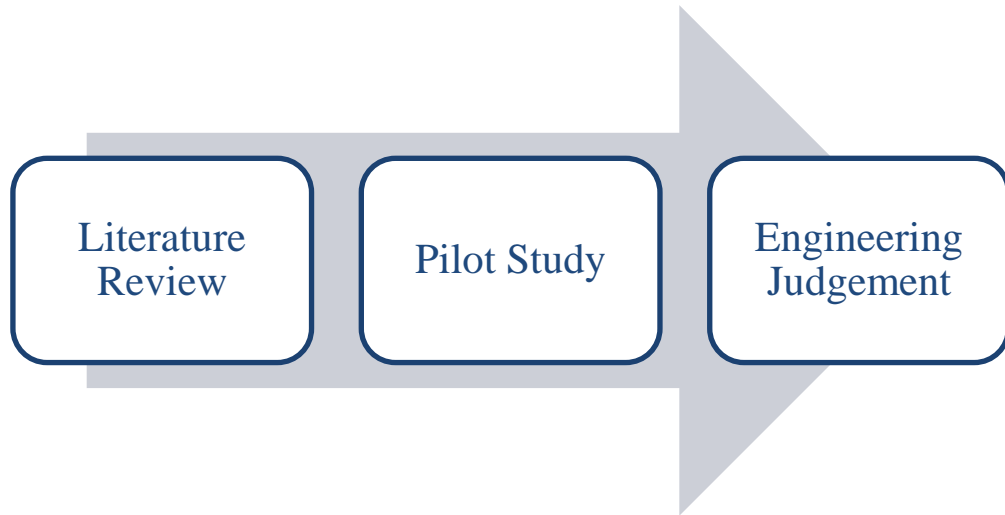 Literature
Review
Pilot Study
Engineering
Judgement